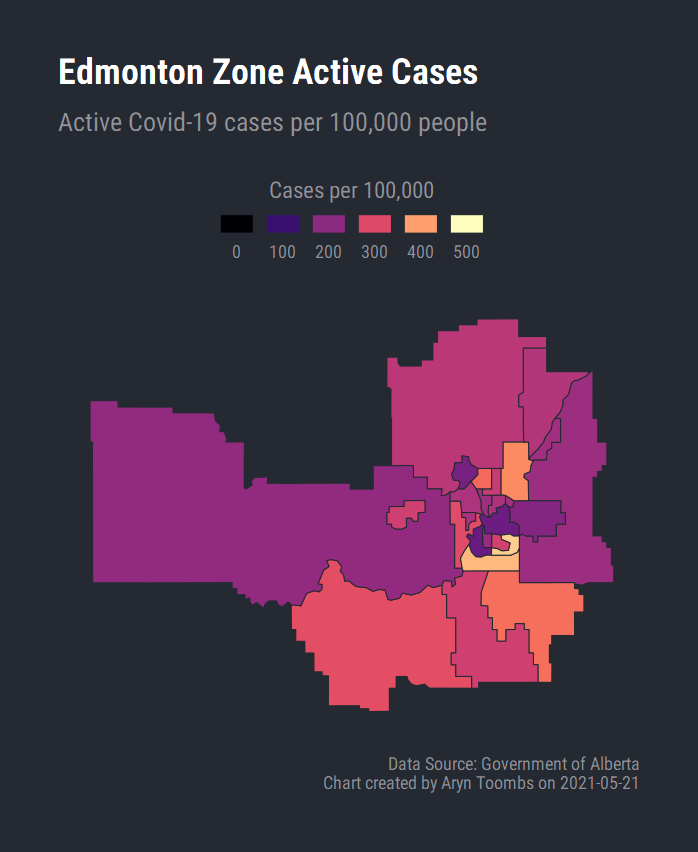 Edmonton Zone Active Cases
Active Covid-19 cases per 100,000 people
Cases per 100,000
0 100 200 300 400 500
Data Source: Government of Alberta
Chart created by Aryn Toombs on 2021-05-21